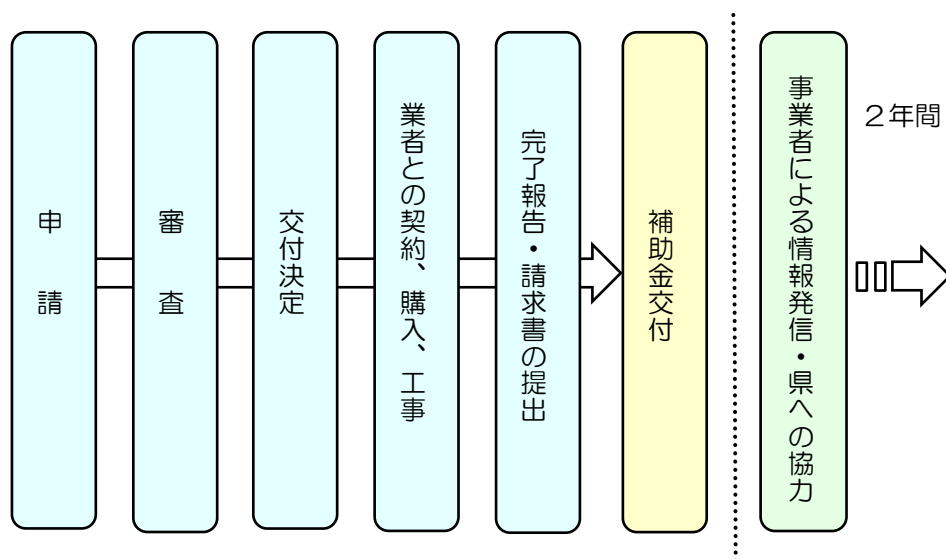 申請
審査
交付決定
業者との契約、購入、工事
完了報告・請求書の提出
補助金交付
事業者による情報発信・県への協力
２年間